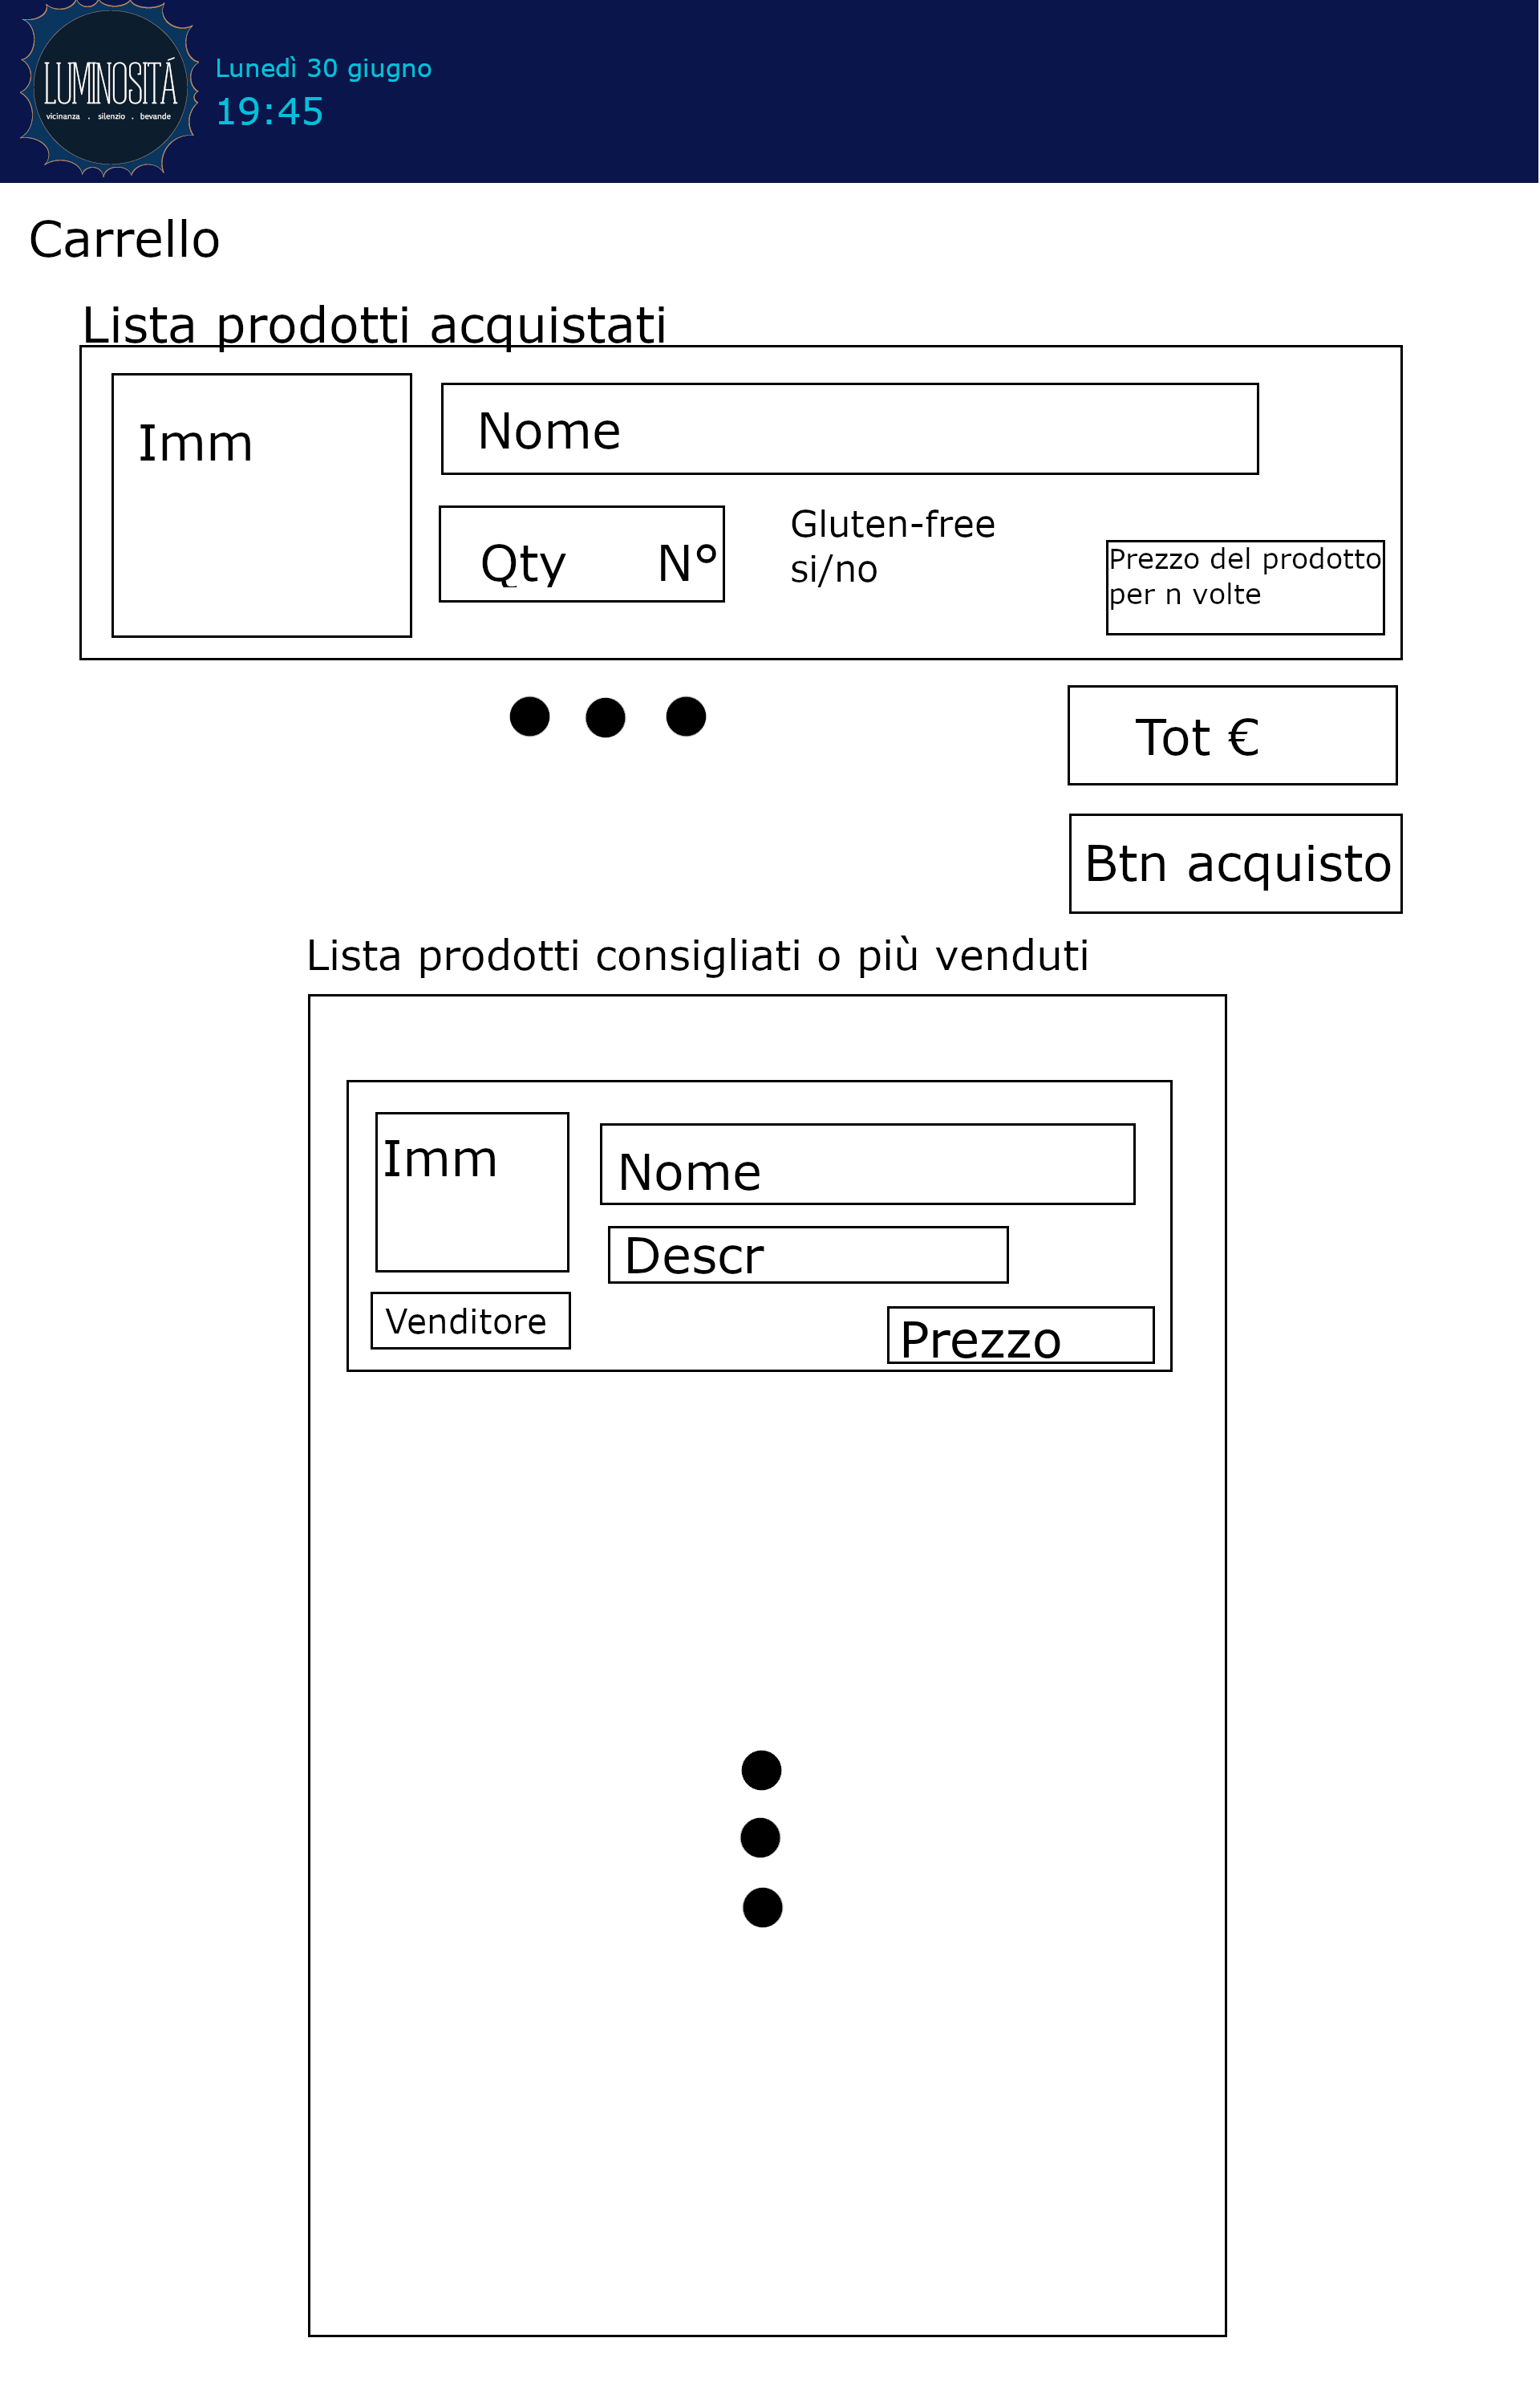 LUMINOSITÁ
vicinanza . silenzio . bevande
Lunedì 30 giugno
19:45
Carrello
Lista prodotti acquistati
Imm
Nome
Qty N°
Gluten-free
si/no
Prezzo del prodotto
per n volte
Tot €
Btn acquisto
Lista prodotti consigliati o più venduti
Imm
Nome
Descr
Venditore
Prezzo